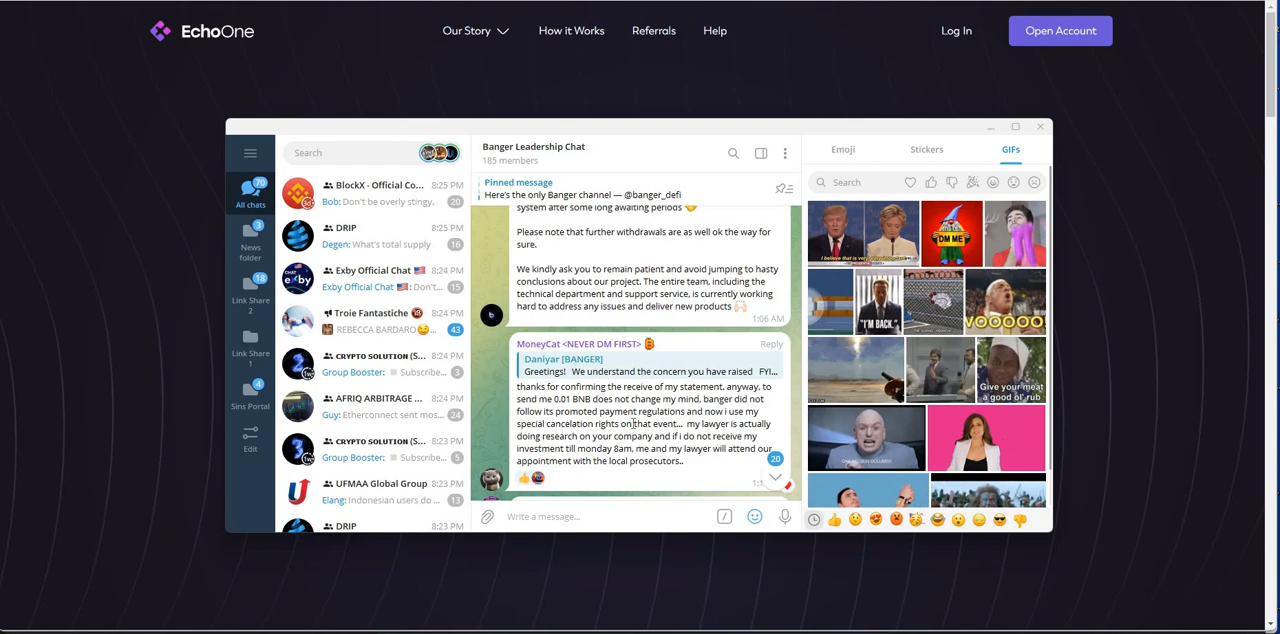 EchoOne
Our Story
How it Works
Referrals
Help
Log In
Open Account
Search
70
All chats
3
News
folder
18
Link Share
2
Link Share
1
4
Sins Portal
Edit
BlockX - Official Co... 8:25 PM
Bob: Don't be overly stingy. 20
DRIP 8:25 PM
Degen: What's total supply 16
Exby Official Chat 🇺🇸 8:24 PM
Exby Official Chat 🇺🇸: Don't... 15
Troie Fantastiche 🔞 8:24 PM
REBECCA BARDARO😏... 43
CRYPTO SOLUTION (S... 8:24 PM
Group Booster: Subscribe... 3
AFRIQ ARBITRAGE ... 8:24 PM
Guy: Etherconnect sent mos... 24
CRYPTO SOLUTION (S... 8:23 PM
Group Booster: Subscribe... 5
UFMAA Global Group 8:23 PM
Elang: Indonesian users do ... 13
DRIP 8:23 PM
Banger Leadership Chat
185 members
Pinned message
Here's the only Banger channel — @banger_defi
system after some long awaiting periods
Please note that further withdrawals are as well ok the way for
sure.
We kindly ask you to remain patient and avoid jumping to hasty
conclusions about our project. The entire team, including the
technical department and support service, is currently working
hard to address any issues and deliver new products 🙌🏻
1:06 AM
MoneyCat <NEVER DM FIRST> Reply
Daniyar [BANGER]
Greetings! We understand the concern you have raised FYI...
thanks for confirming the receive of my statement. anyway, to
send me 0.01 BNB does not change my mind, banger did not
follow its promoted payment regulations and now i use my
special cancelation rights on that event... my lawyer is actually
doing research on your company and if i do not receive my
investment till monday 8am, me and my lawyer will attend our
appointment with the local prosecutors..
20
Write a message...
Emoji
Stickers
GIFs
Search
DM ME
"I'M BACK."
WOOOOO
Give your meat
a good ol' rub